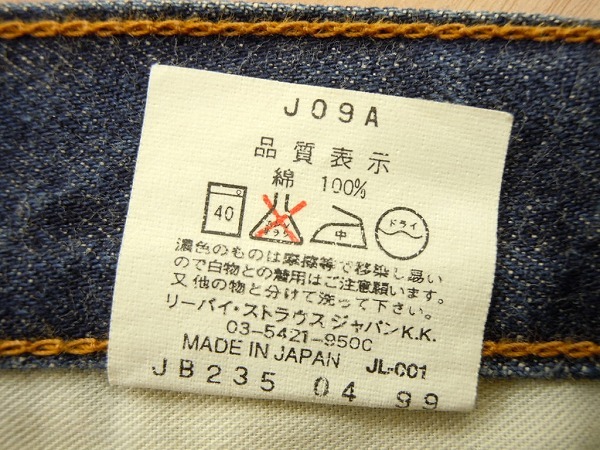 J09A
品質表示
綿 100%
40 中 ドライ
濃色のものは摩擦等で移染し易い
ので白物との着用はご注意願います。
又他の物と分けて洗って下さい。
リーバイ・ストラウス ジャパンK.K.
03-5421-9500
MADE IN JAPAN JL-001
JB235 04 99